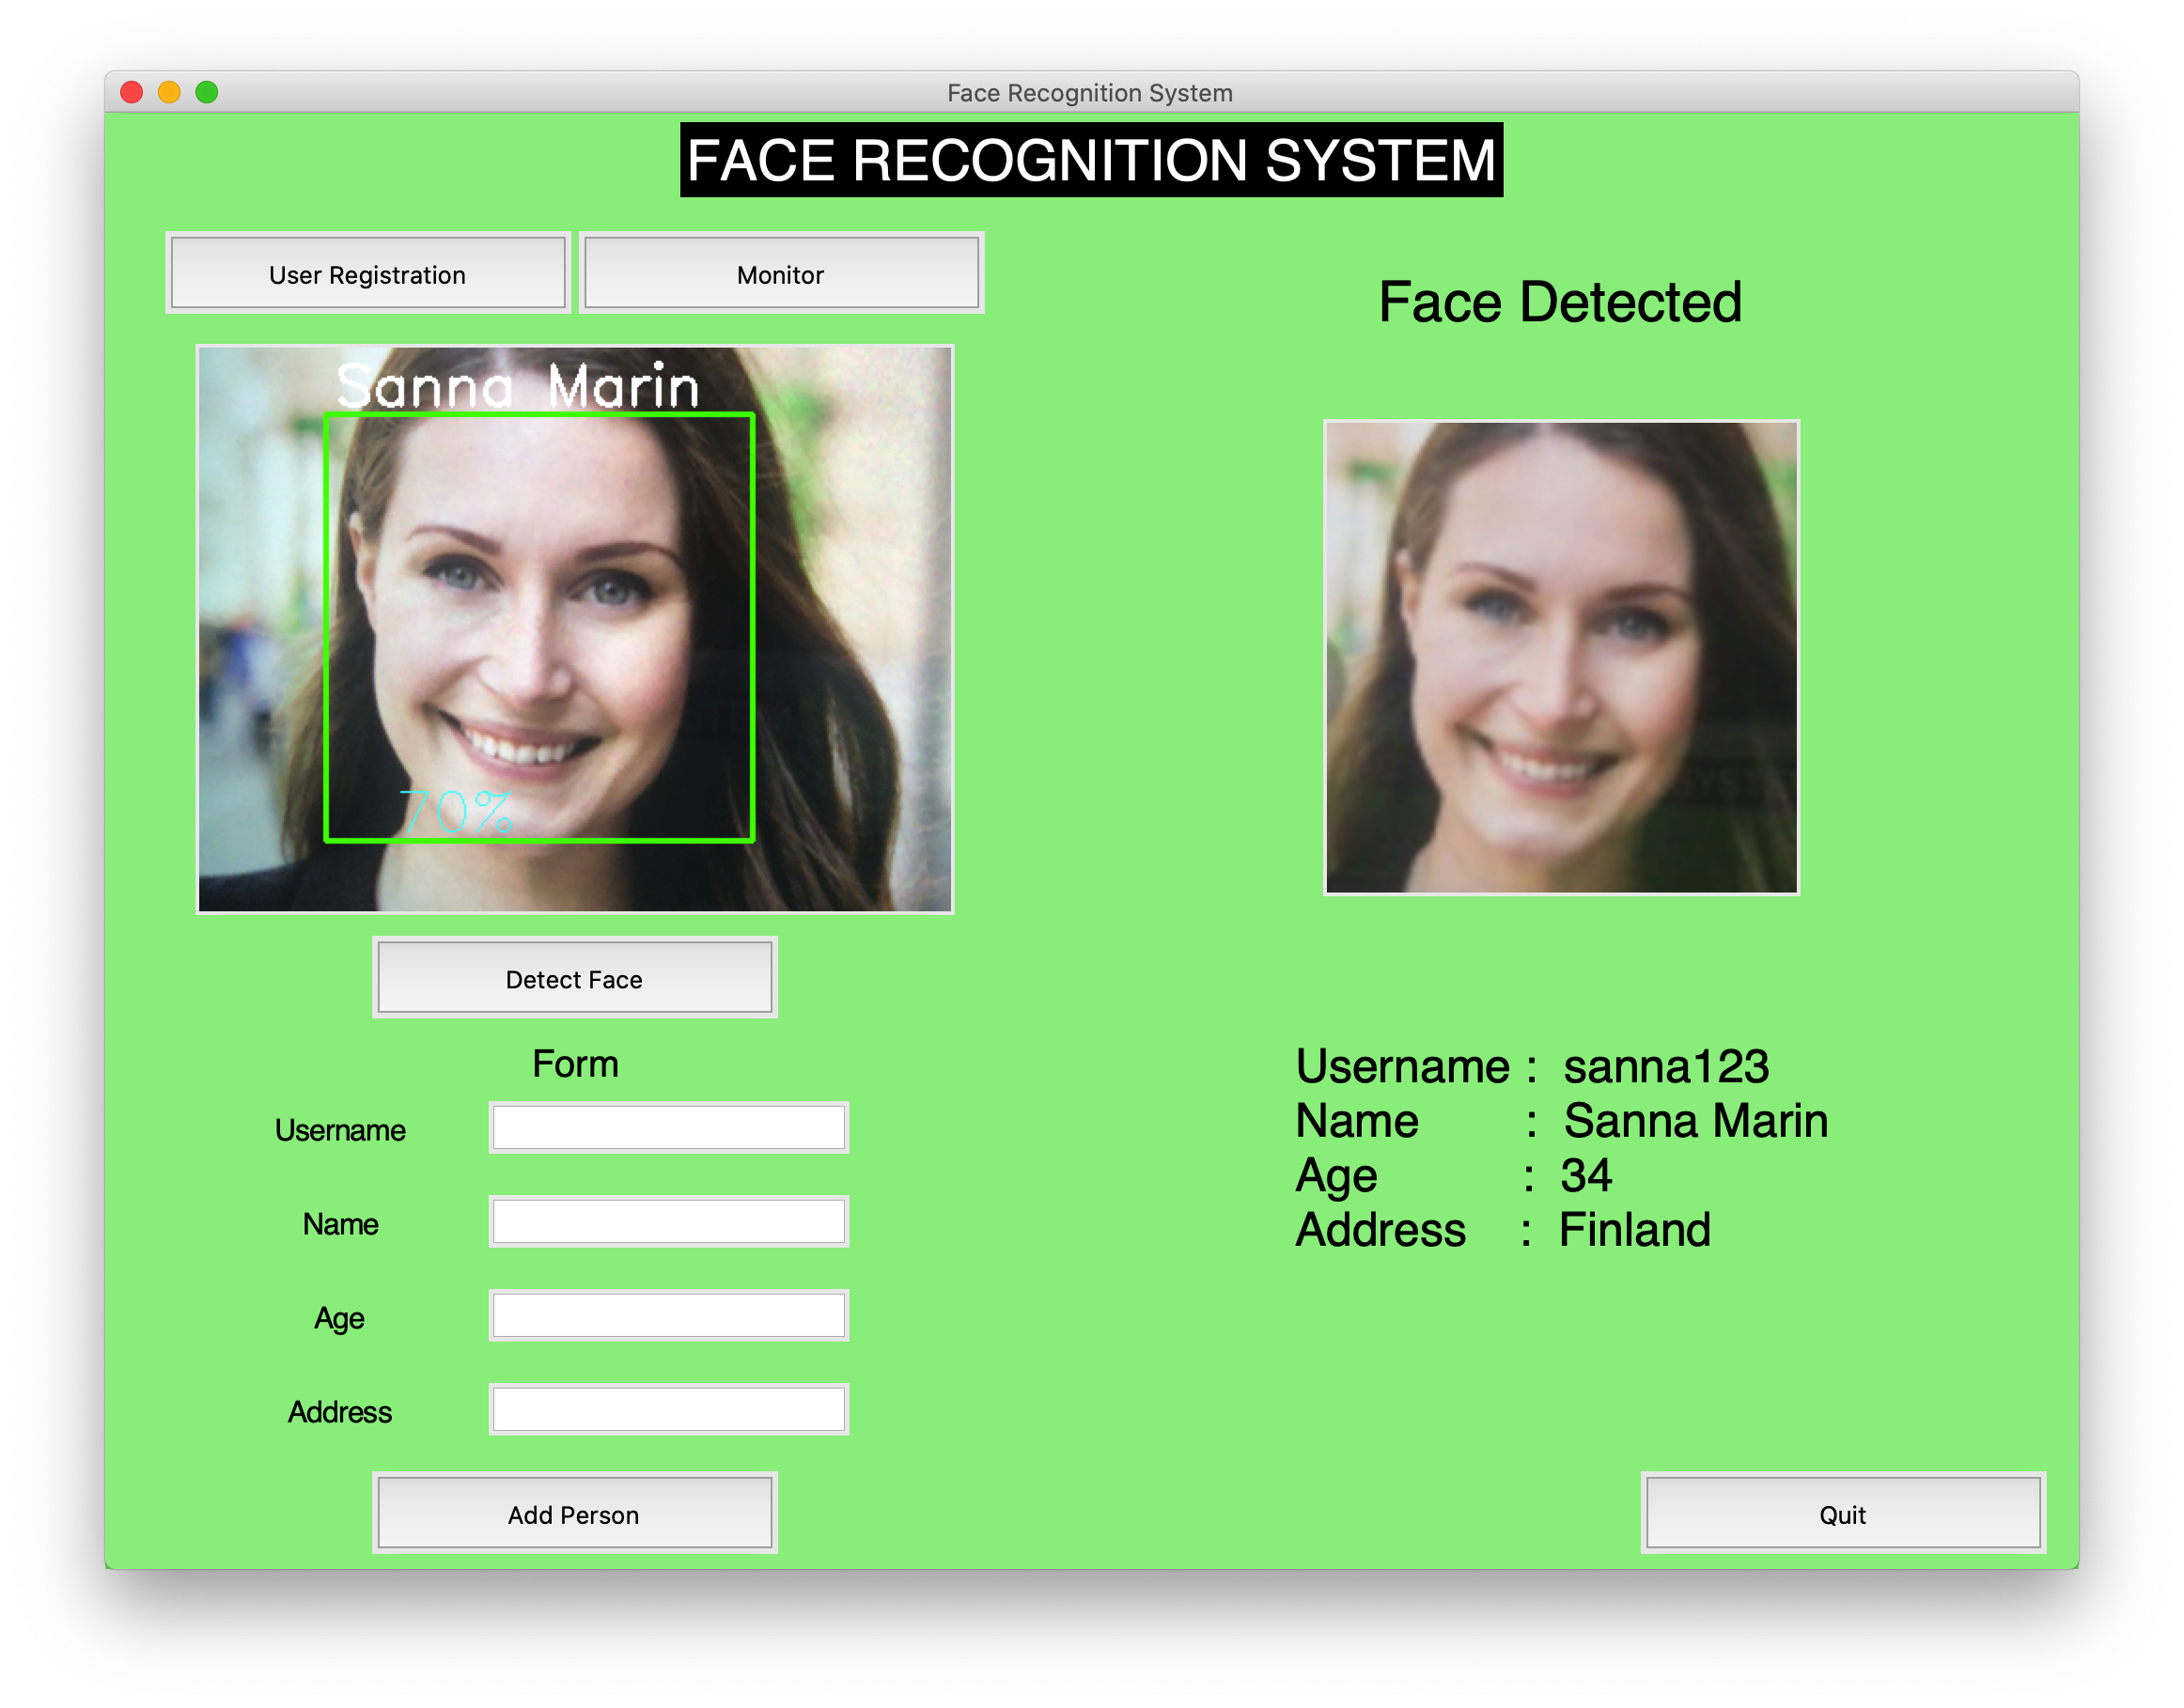 Face Recognition System
FACE RECOGNITION SYSTEM
User Registration
Monitor
Sanna Marin
70%
Detect Face
Form
Username
Name
Age
Address
Add Person
Face Detected
Username : sanna123
Name : Sanna Marin
Age : 34
Address : Finland
Quit